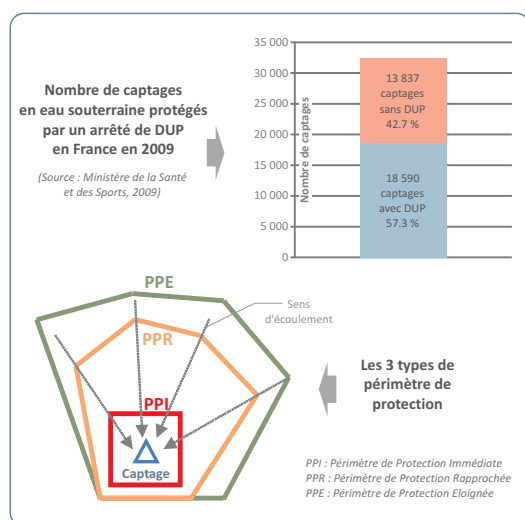 Nombre de captages
en eau souterraine protégés
par un arrêté de DUP
en France en 2009
(Source : Ministère de la Santé
et des Sports, 2009)
Nombre de captages
35 000
30 000
25 000
20 000
15 000
10 000
5 000
0
13 837
captages
sans DUP
42.7 %
18 590
captages
avec DUP
57.3 %
PPE
PPR
PPI
Captage
Sens
d'écoulement
Les 3 types de
périmètre de
protection
PPI : Périmètre de Protection Immédiate
PPR : Périmètre de Protection Rapprochée
PPE : Périmètre de Protection Eloignée